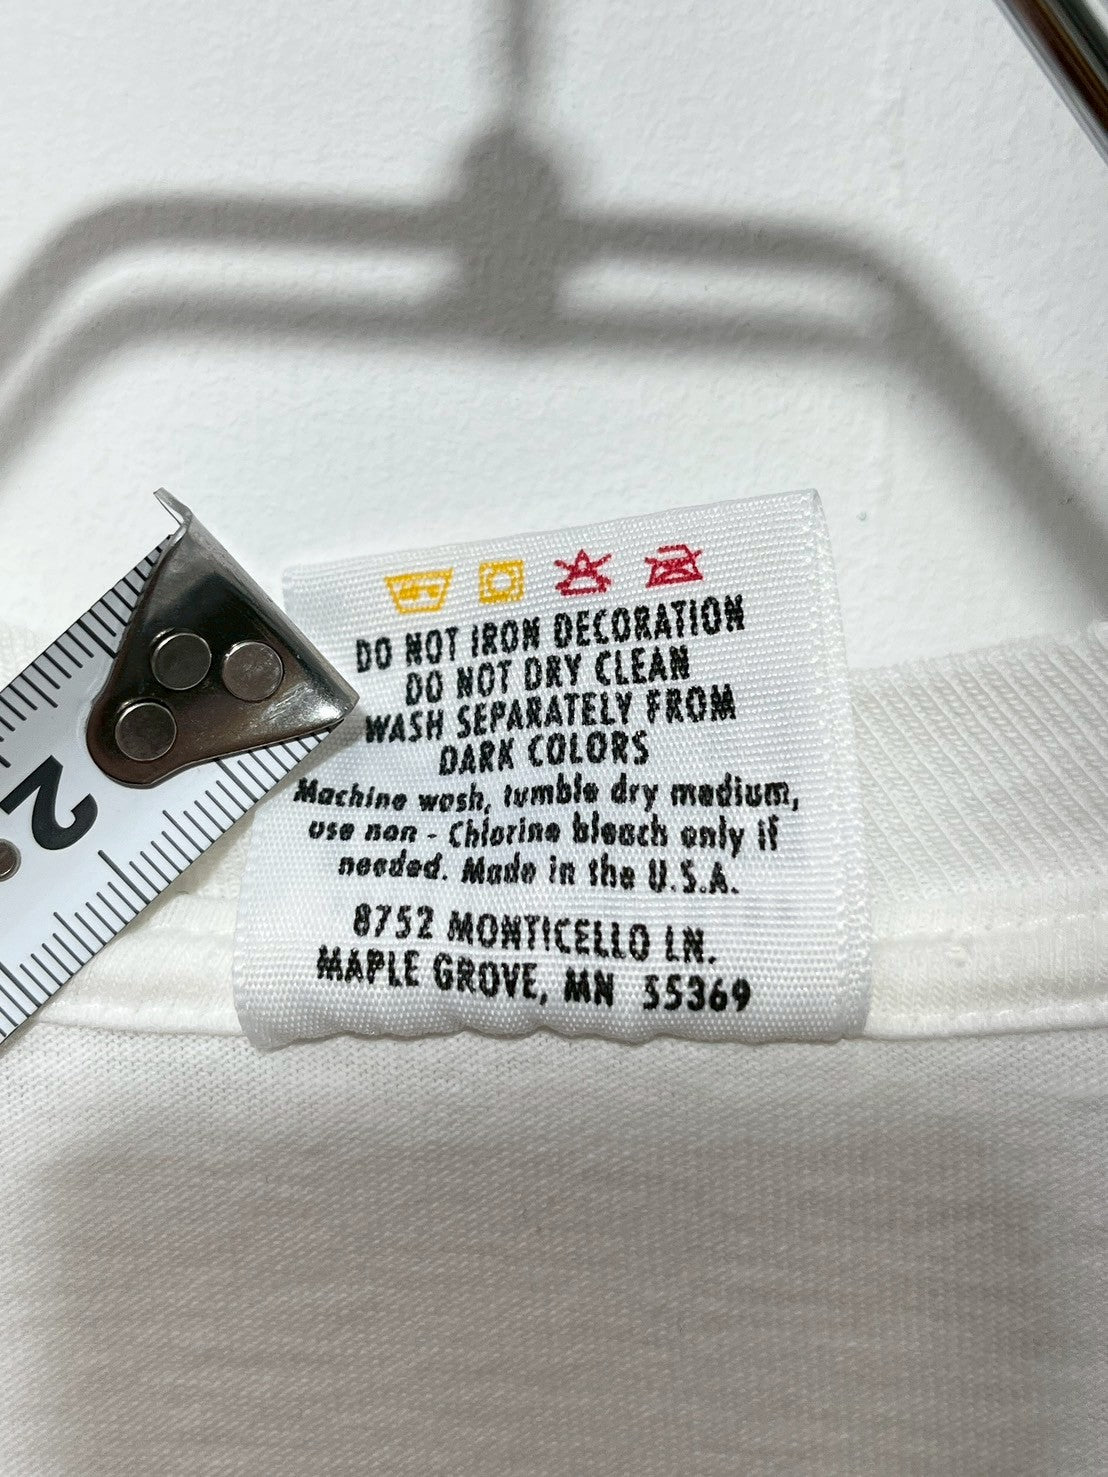 DO NOT IRON DECORATION
DO NOT DRY CLEAN
WASH SEPARATELY FROM
DARK COLORS
Machine wash, tumble dry medium,
use non - Chlorine bleach only if
needed. Made in the U.S.A.
8752 MONTICELLO LN.
MAPLE GROVE, MN 55369
2